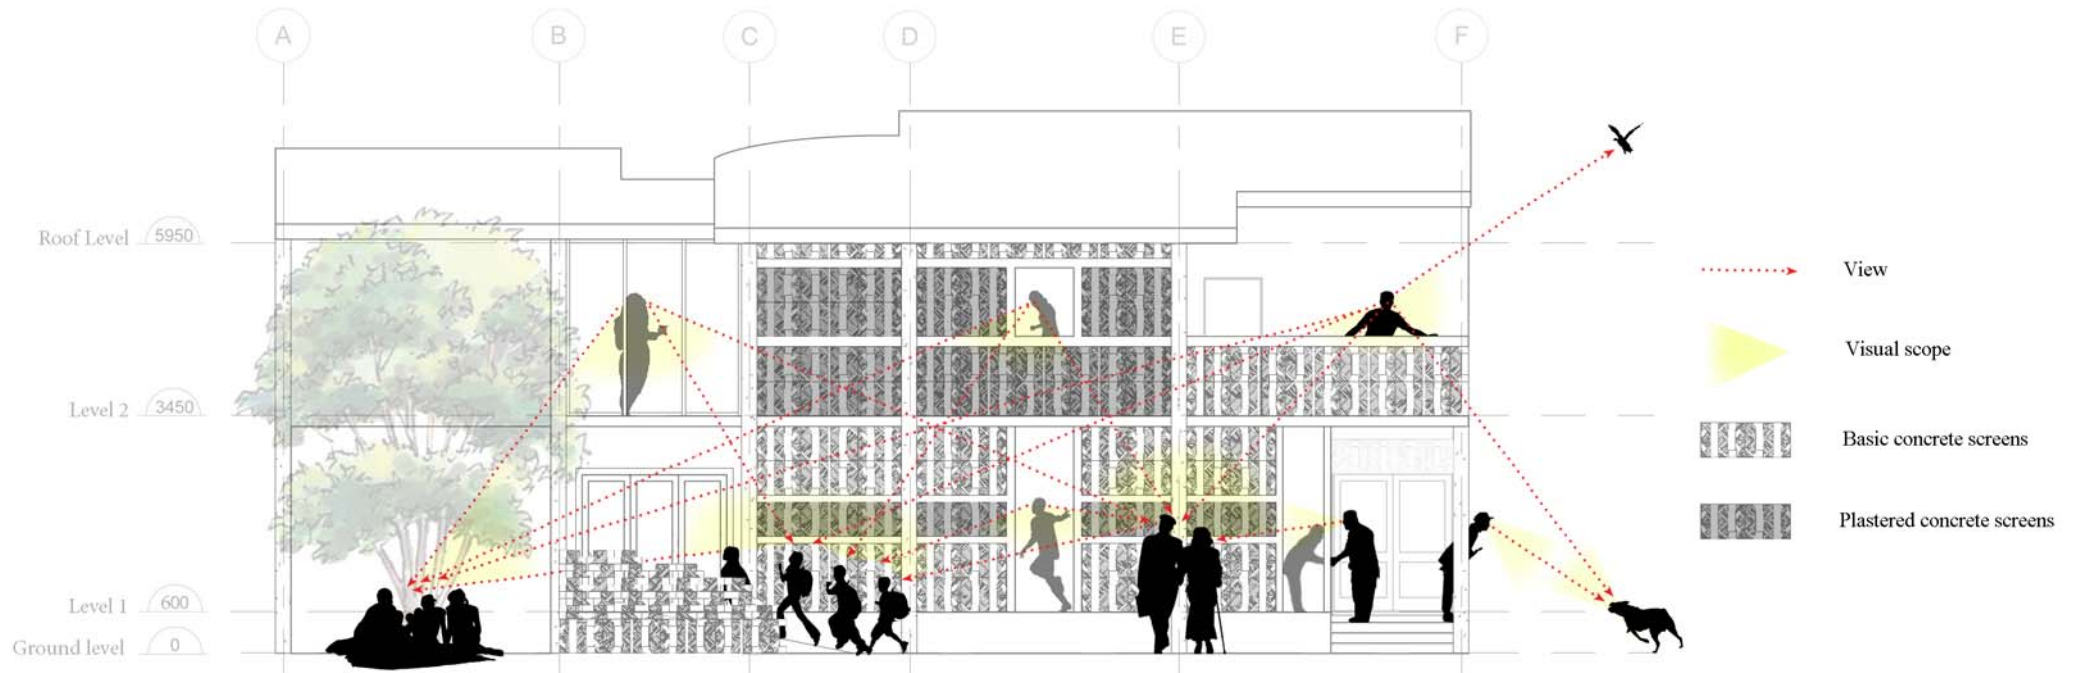 A B C D E F
Roof Level 5950
View
Visual scope
Level 2 3450
Basic concrete screens
Plastered concrete screens
Level 1 600
Ground level 0